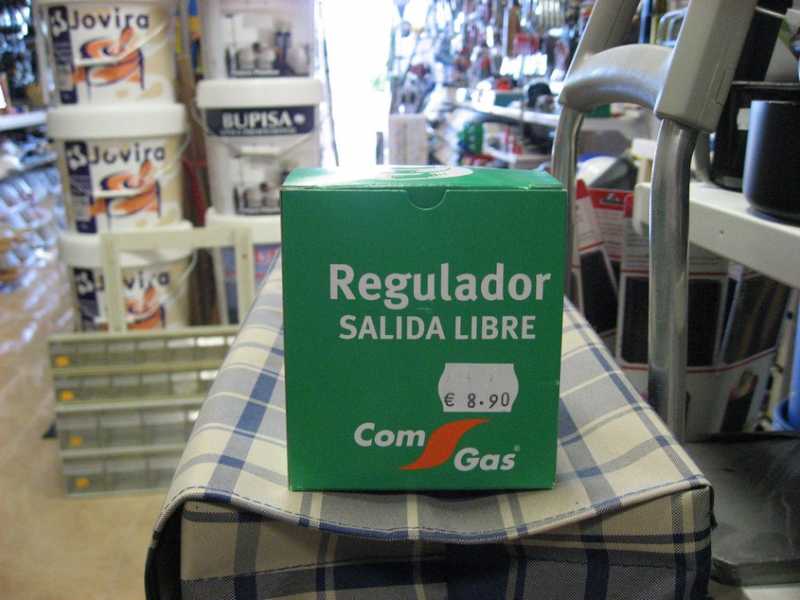 Jovira
BUPISA
Jovira
Jovira
Regulador
SALIDA LIBRE
€ 8.90
Com
Gas®